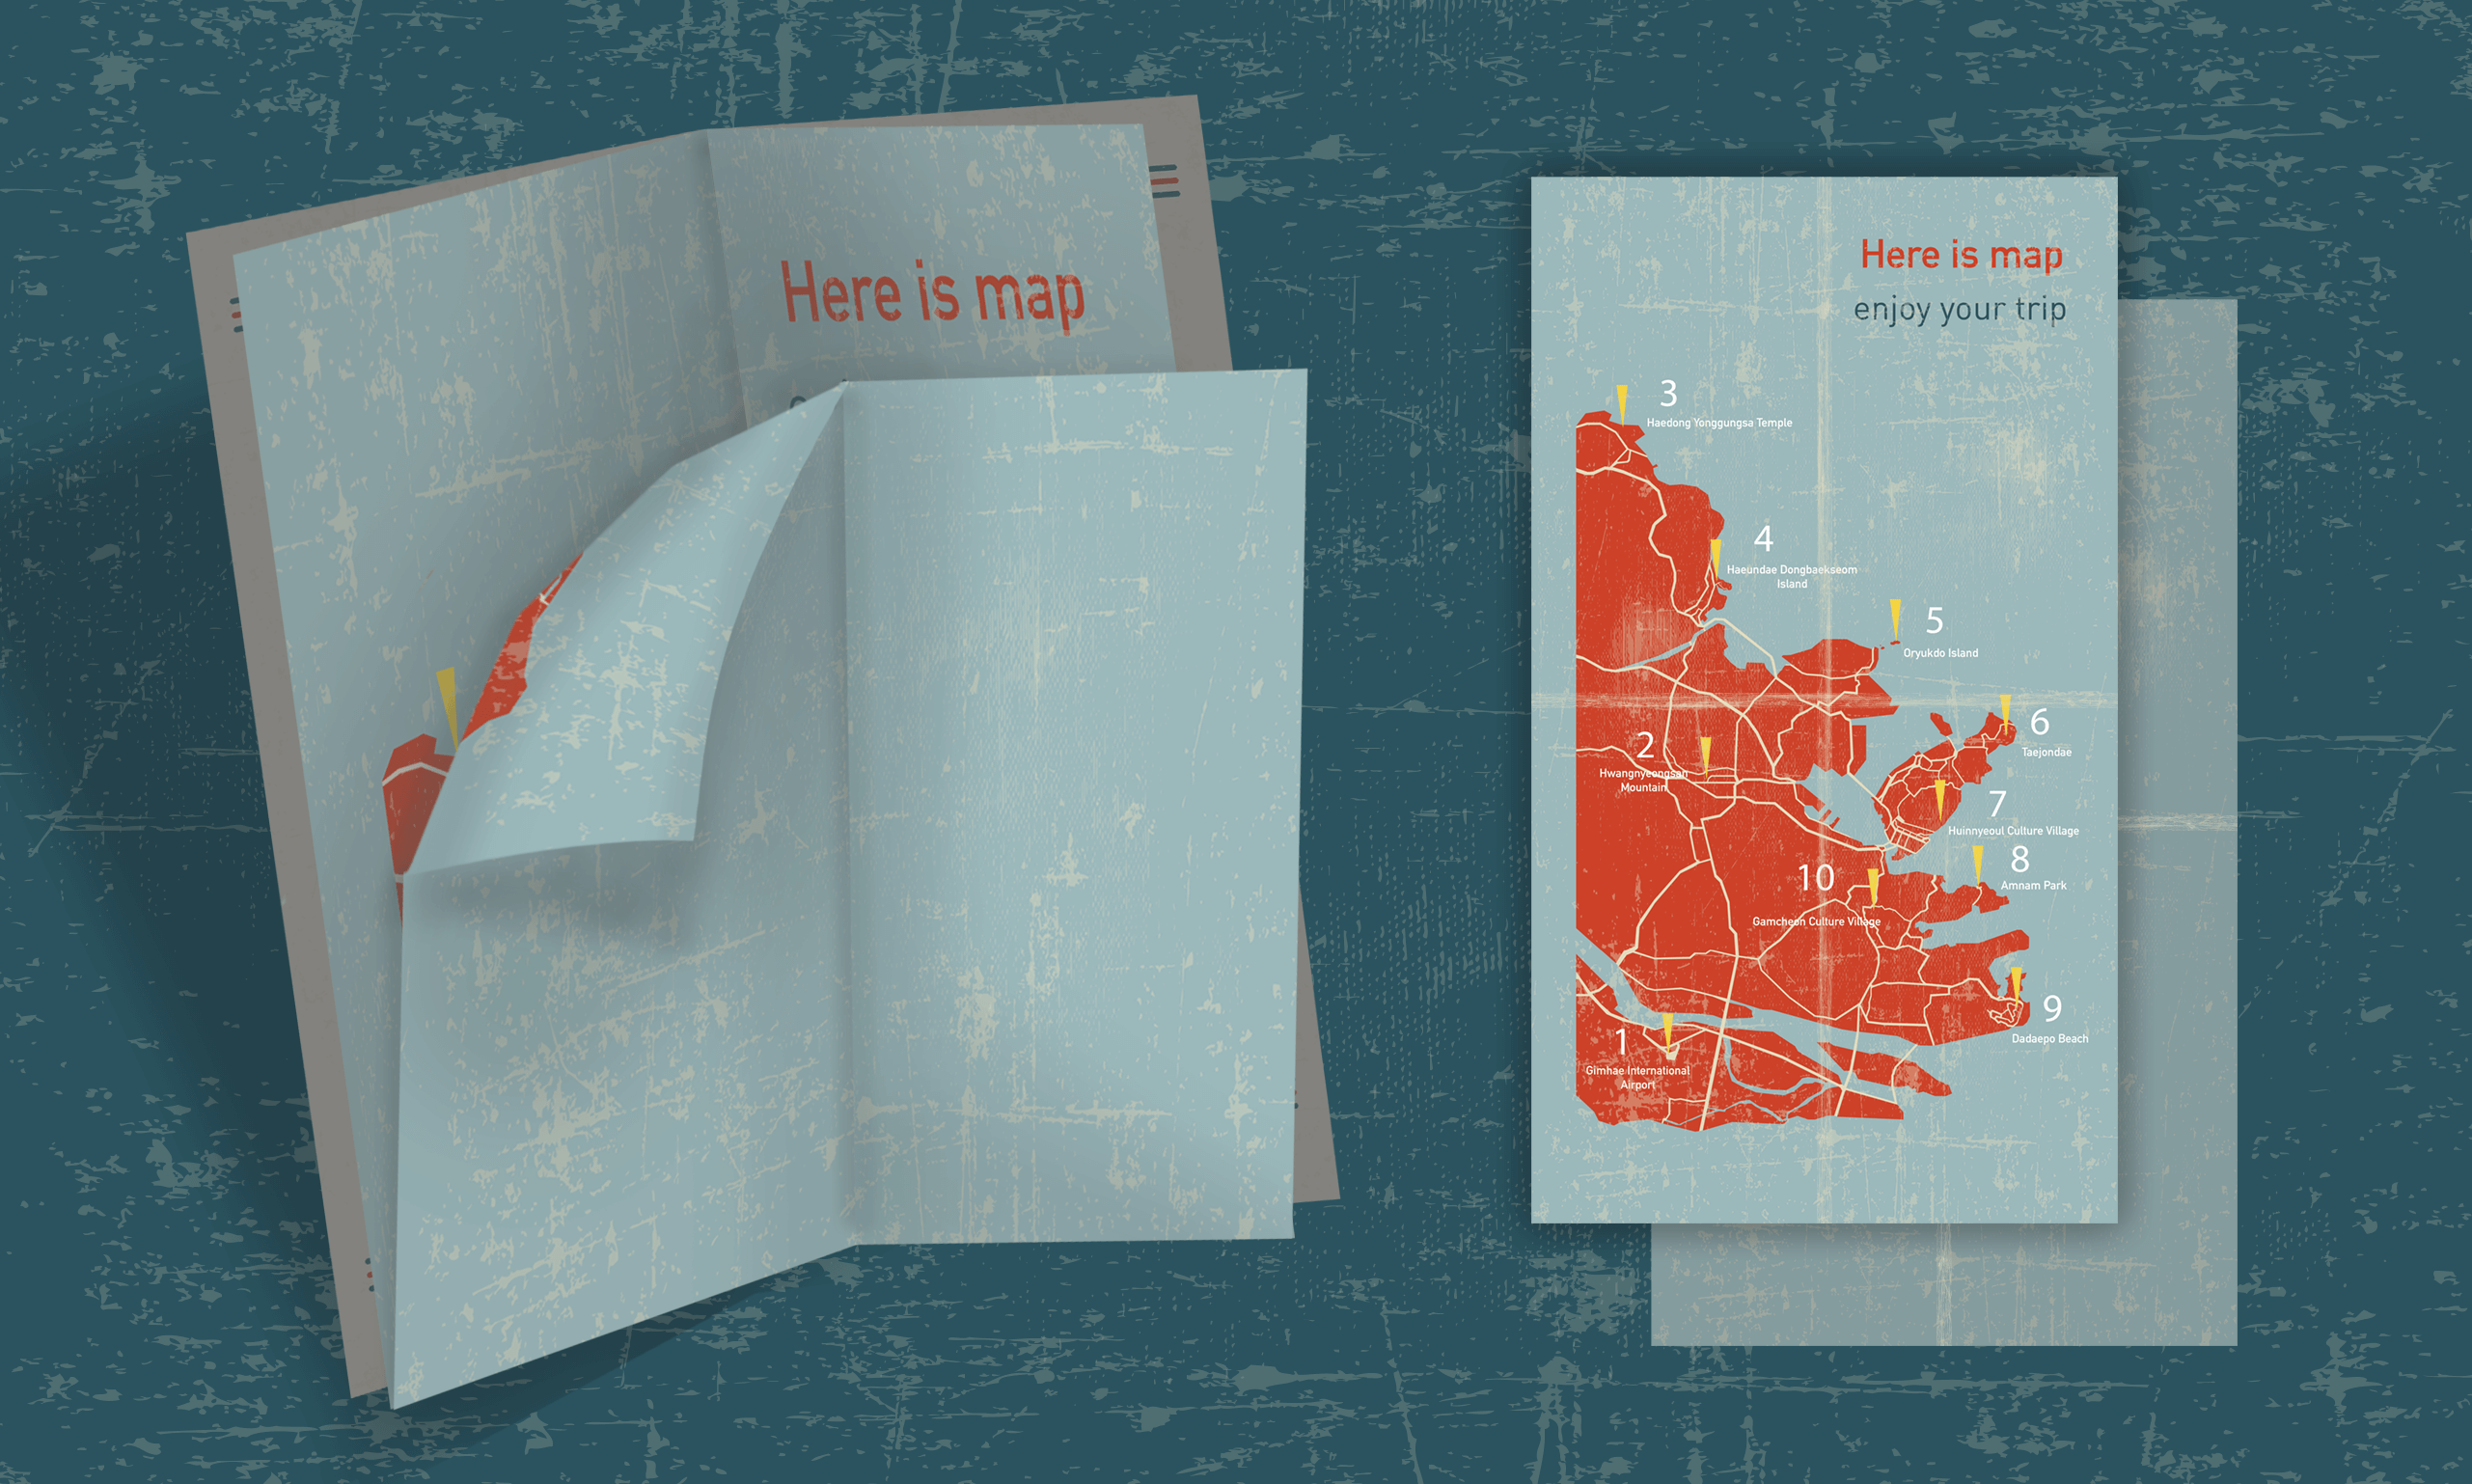 Here is map
Here is map
enjoy your trip
3
Haedong Yonggungsa Temple
4
Haeundae Dongbaekseom
Island
5
Oryukdo Island
6
Taejondae
2
Hwangnyeongsan
Mountain
7
Huinnyeoul Culture Village
8
Amnam Park
10
Gamcheon Culture Village
9
Dadaepo Beach
1
Gimhae International
Airport